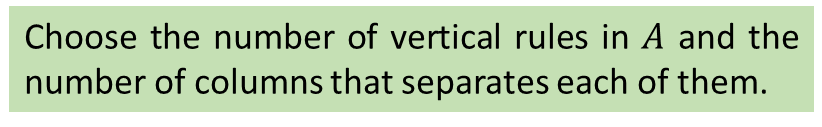 Choose the number of vertical rules in A and the
number of columns that separates each of them.